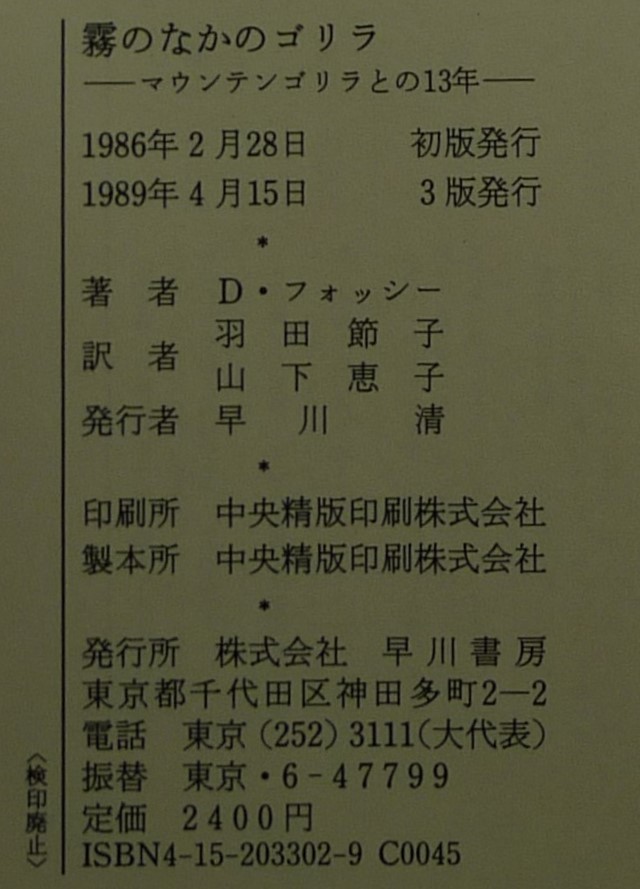 霧のなかのゴリラ
――マウンテンゴリラとの13年――
1986年2月28日 初版発行
1989年4月15日 3版発行
*
著者 D・フォッシー
訳者 羽田節子
山下恵子
発行者 早川清
*
印刷所 中央精版印刷株式会社
製本所 中央精版印刷株式会社
*
発行所 株式会社 早川書房
東京都千代田区神田多町2―2
電話 東京(252)3111(大代表)
振替 東京・6-47799
定価 2400円
ISBN4-15-203302-9 C0045
〈検印廃止〉